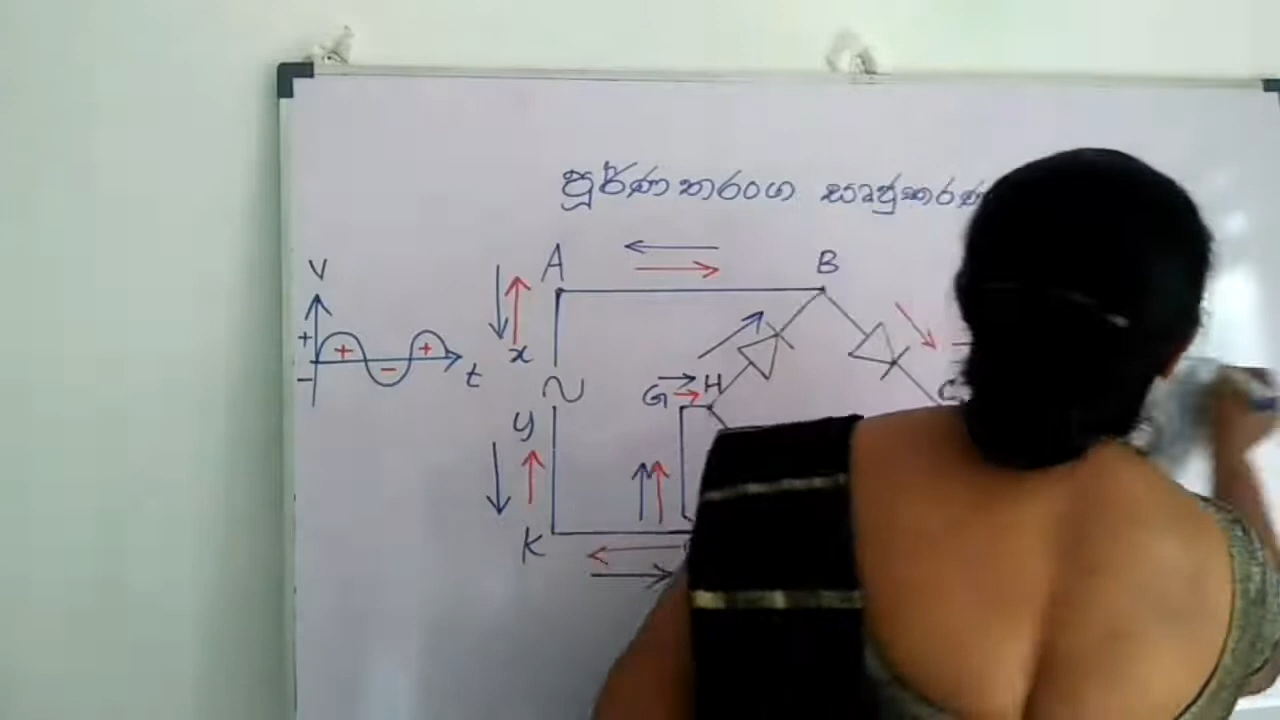 පූර්ණ තරංග සෘජුකරණ
A B
V
+ + + x
- - t
G H C
y
K